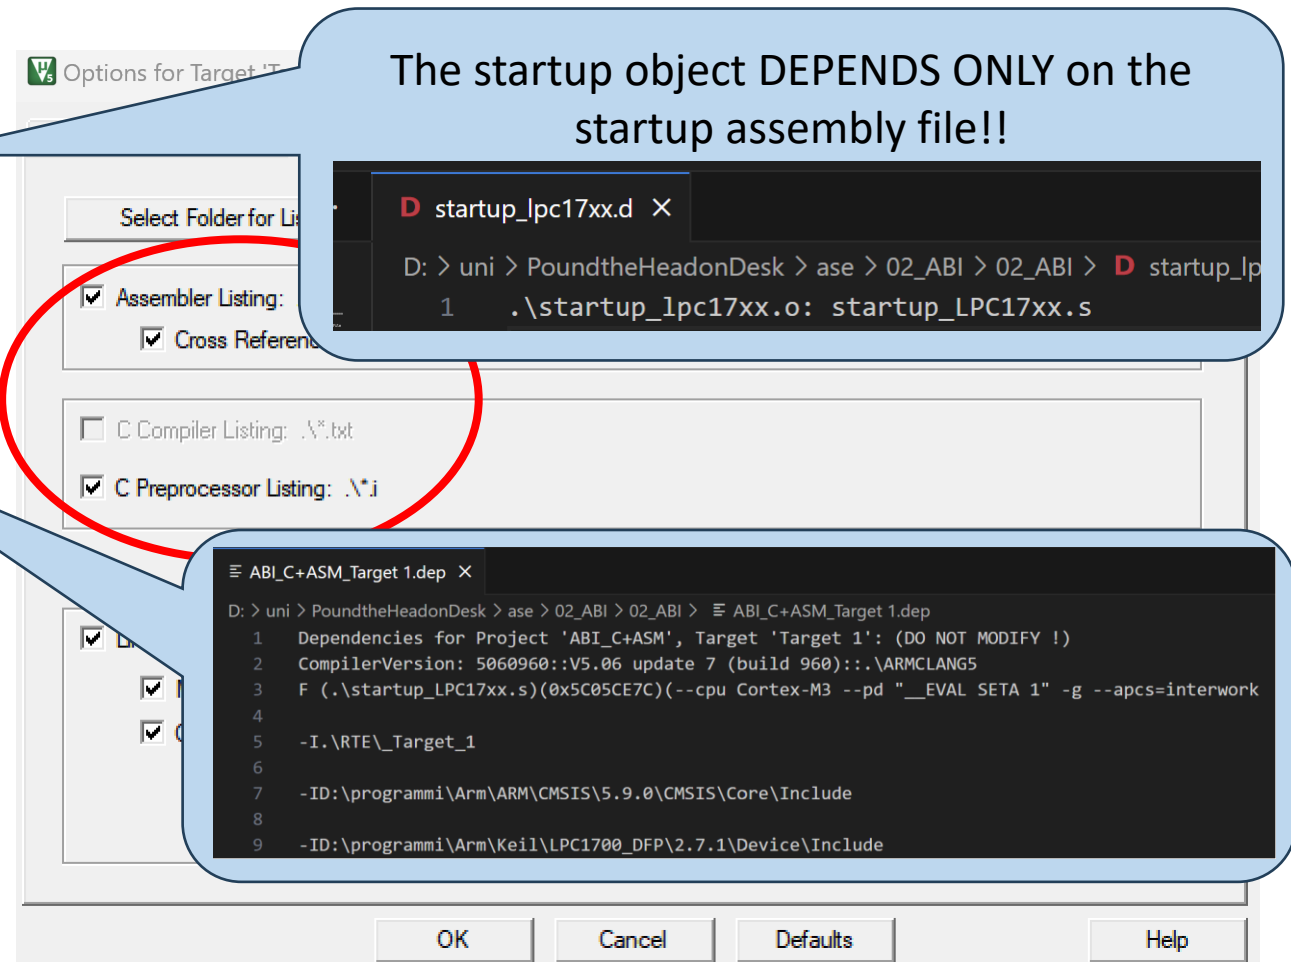 Options for Target 'T
The startup object DEPENDS ONLY on the
startup assembly file!!
D startup_lpc17xx.d ×
D: > uni > PoundtheHeadonDesk > ase > 02_ABI > 02_ABI > D startup_lp
1 .\startup_lpc17xx.o: startup_LPC17xx.s
Select Folder for Lis
Assembler Listing:
Cross Referenc
C Compiler Listing: .\*.txt
C Preprocessor Listing: .\*.i
ABI_C+ASM_Target 1.dep ×
D: > uni > PoundtheHeadonDesk > ase > 02_ABI > 02_ABI > ABI_C+ASM_Target 1.dep
1 Dependencies for Project 'ABI_C+ASM', Target 'Target 1': (DO NOT MODIFY !)
2 CompilerVersion: 5060960::V5.06 update 7 (build 960)::.\ARMCLANG5
3 F (.\startup_LPC17xx.s)(0x5C05CE7C)(--cpu Cortex-M3 --pd "__EVAL SETA 1" -g --apcs=interwork
4
5 -I.\RTE\_Target_1
6
7 -ID:\programmi\Arm\ARM\CMSIS\5.9.0\CMSIS\Core\Include
8
9 -ID:\programmi\Arm\Keil\LPC1700_DFP\2.7.1\Device\Include
OK
Cancel
Defaults
Help